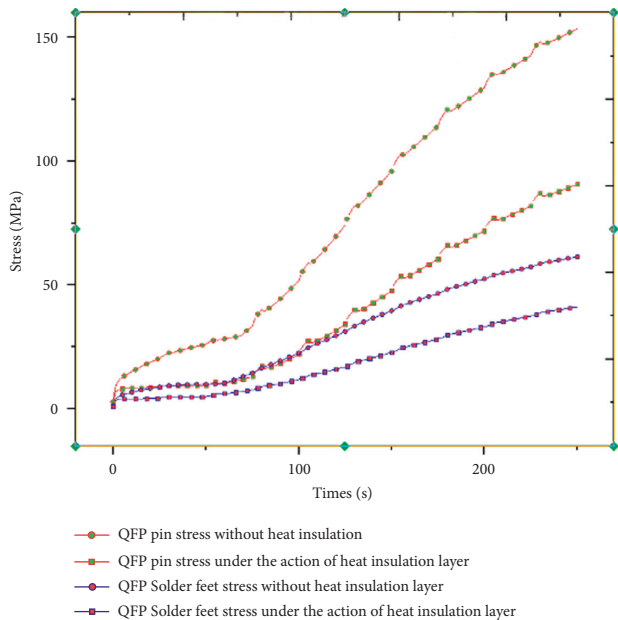 150
100
50
0
Stress (MPa)
0
100
200
Times (s)
QFP pin stress without heat insulation
QFP pin stress under the action of heat insulation layer
QFP Solder feet stress without heat insulation layer
QFP Solder feet stress under the action of heat insulation layer